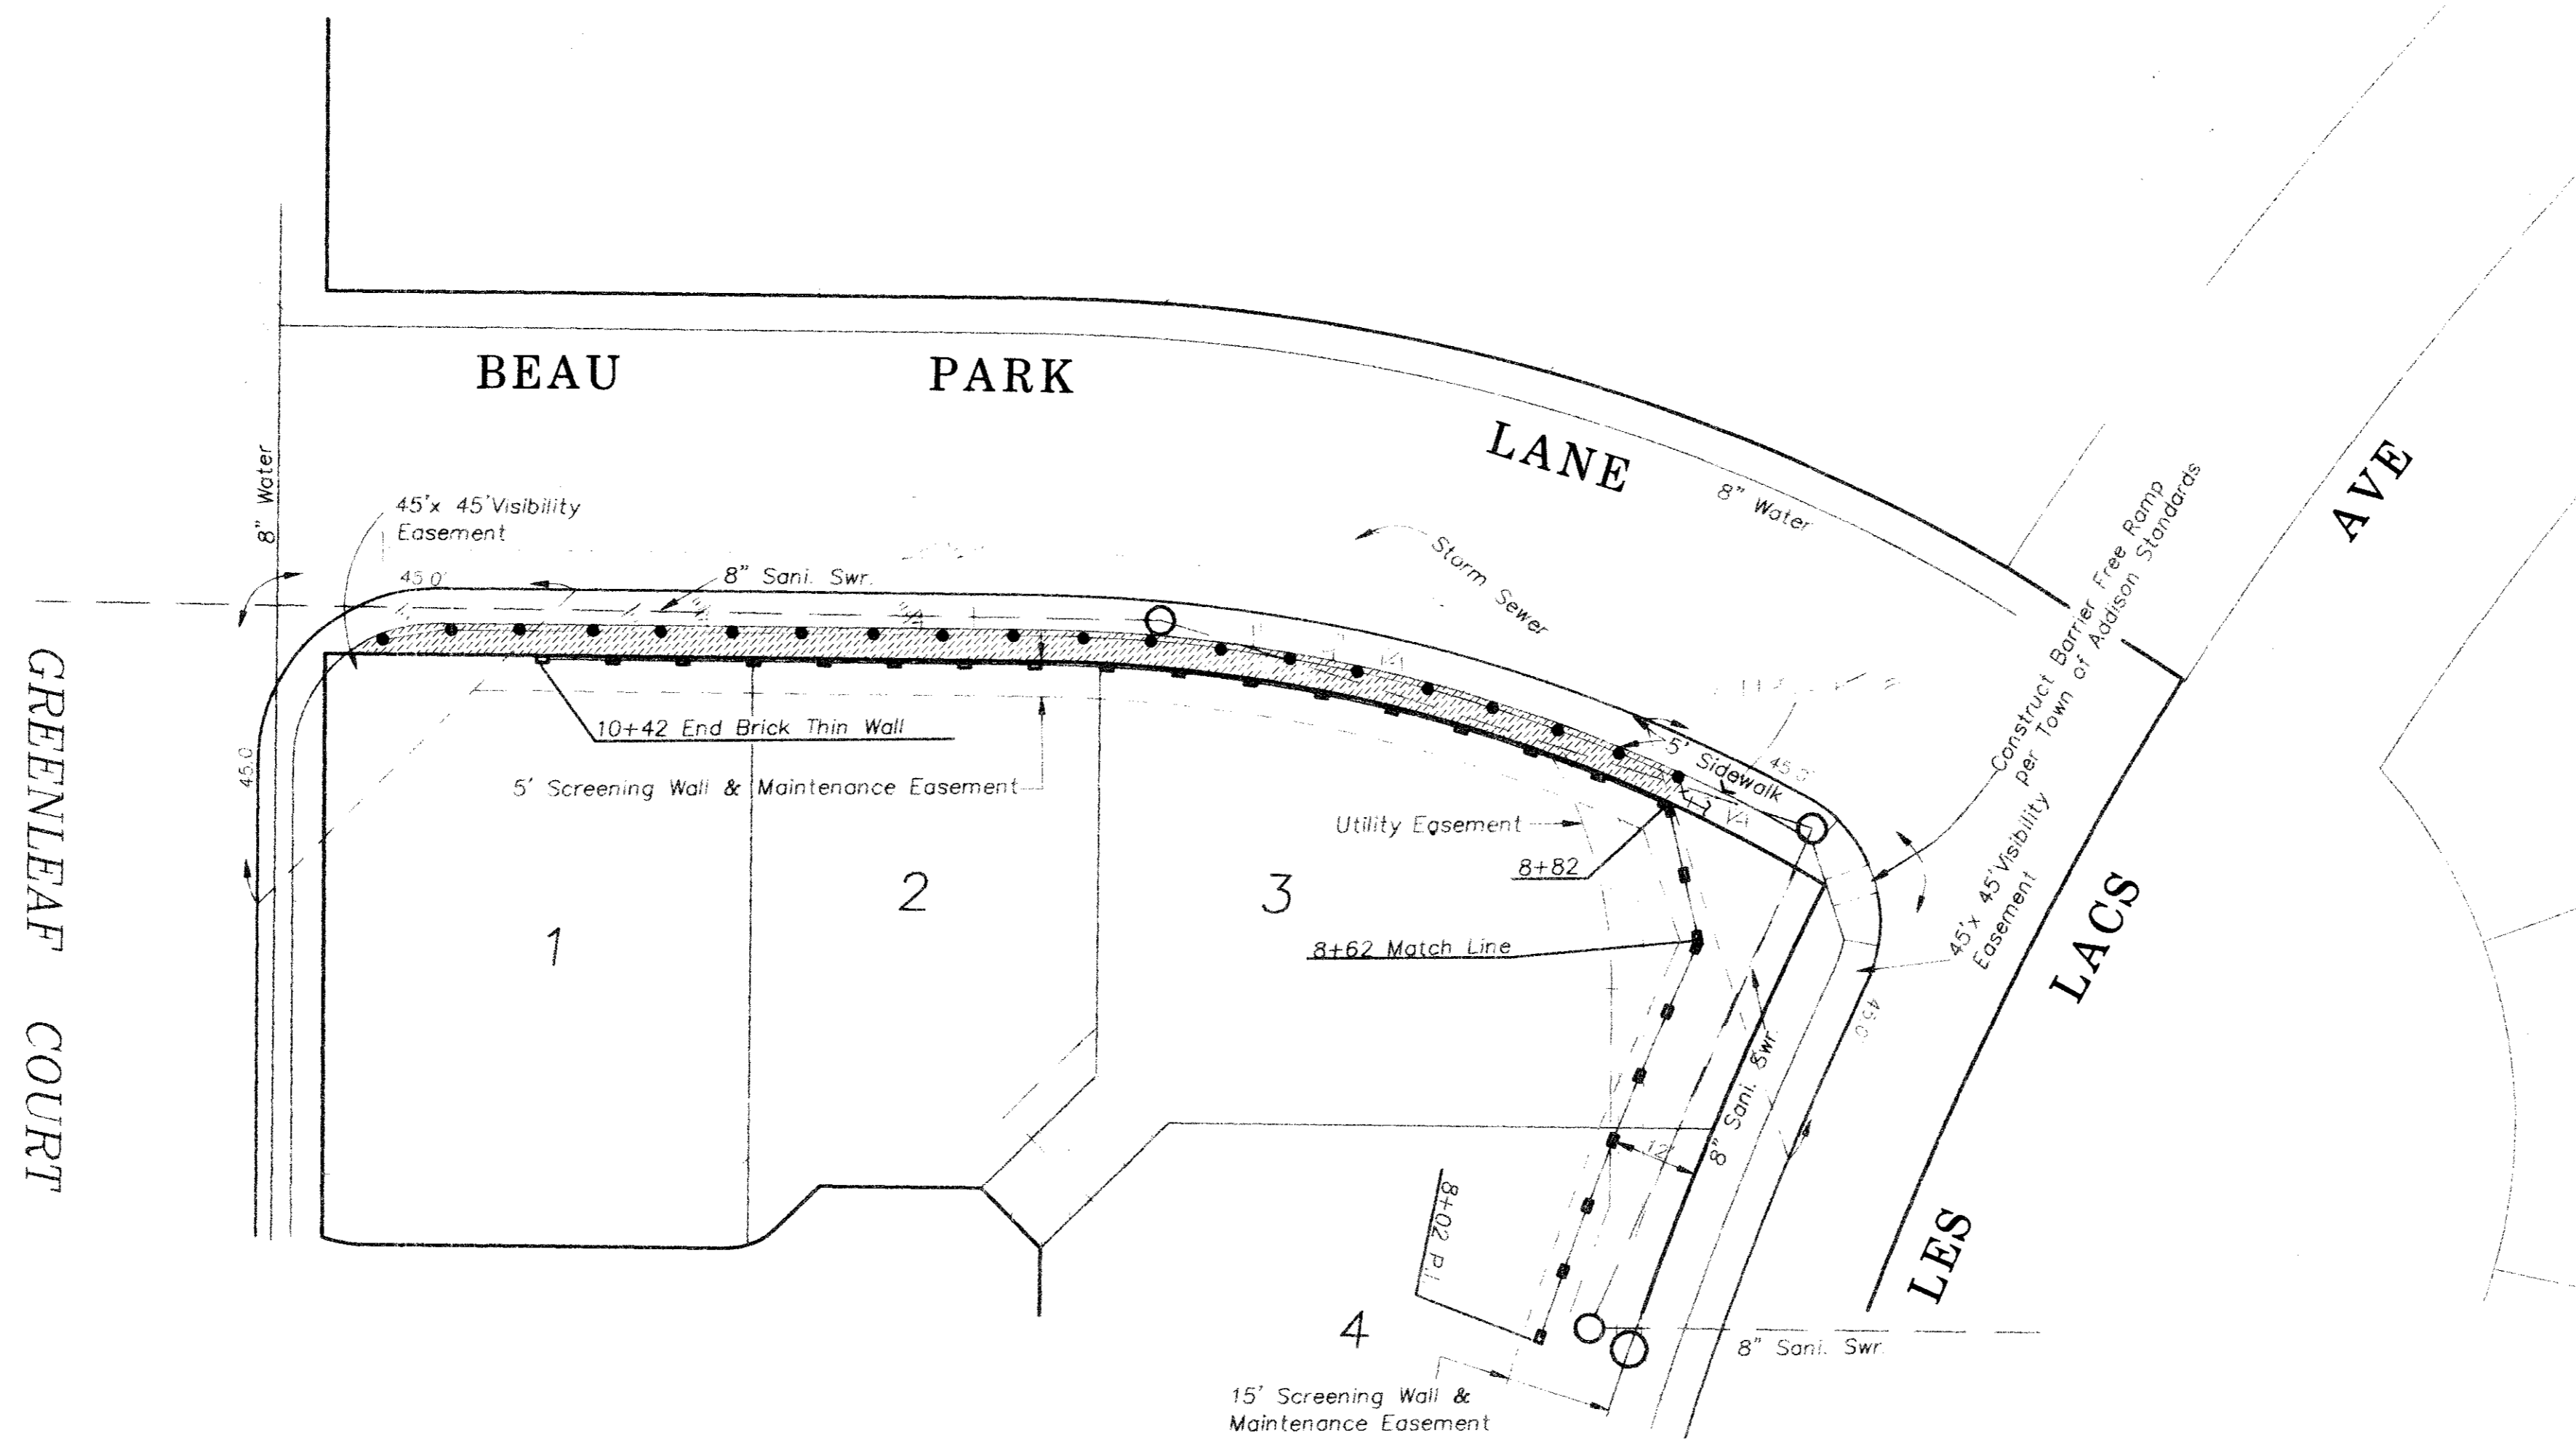 BEAU PARK LANE
8" Water
8" Water
45'x 45'Visibility
Easement
45.0'
8" Sani. Swr.
Storm Sewer
Construct Barrier Free Ramp
per Town of Addison Standards
AVE
LACS
LES
GREENLEAF COURT
45.0
10+42 End Brick Thin Wall
5' Screening Wall & Maintenance Easement
5' Sidewalk
45.0'
Utility Easement
8+82
45'x 45'Visibility
Easement
1
2
3
8+62 Match Line
45.0'
8" Sani. Swr.
12'
8+02 P.I.
4
8" Sani. Swr.
15' Screening Wall &
Maintenance Easement